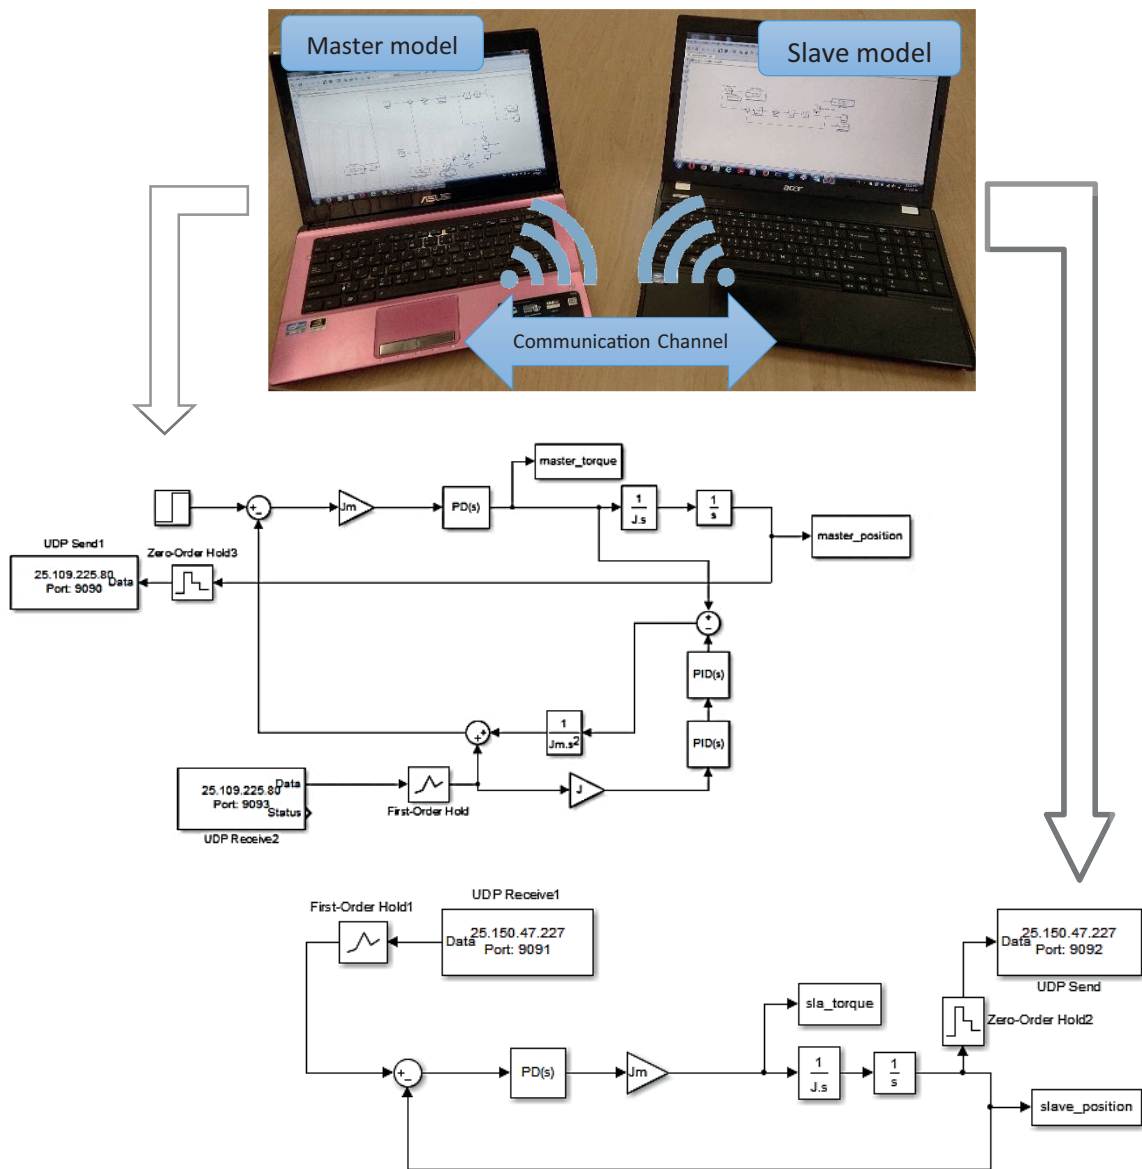 Master model
Slave model
ASUS
acer
Communication Channel
master_torque
Jm
PD(s)
1
J.s
1
s
master_position
UDP Send1
25.109.225.80
Port: 9090
Data
Zero-Order Hold3
PID(s)
PID(s)
1
Jm.s2
J
25.109.225.80
Port: 9093
Data
Status
UDP Receive2
First-Order Hold
First-Order Hold1
UDP Receive1
Data
25.150.47.227
Port: 9091
25.150.47.227
Data
Port: 9092
UDP Send
Zero-Order Hold2
sla_torque
PD(s)
Jm
1
J.s
1
s
slave_position